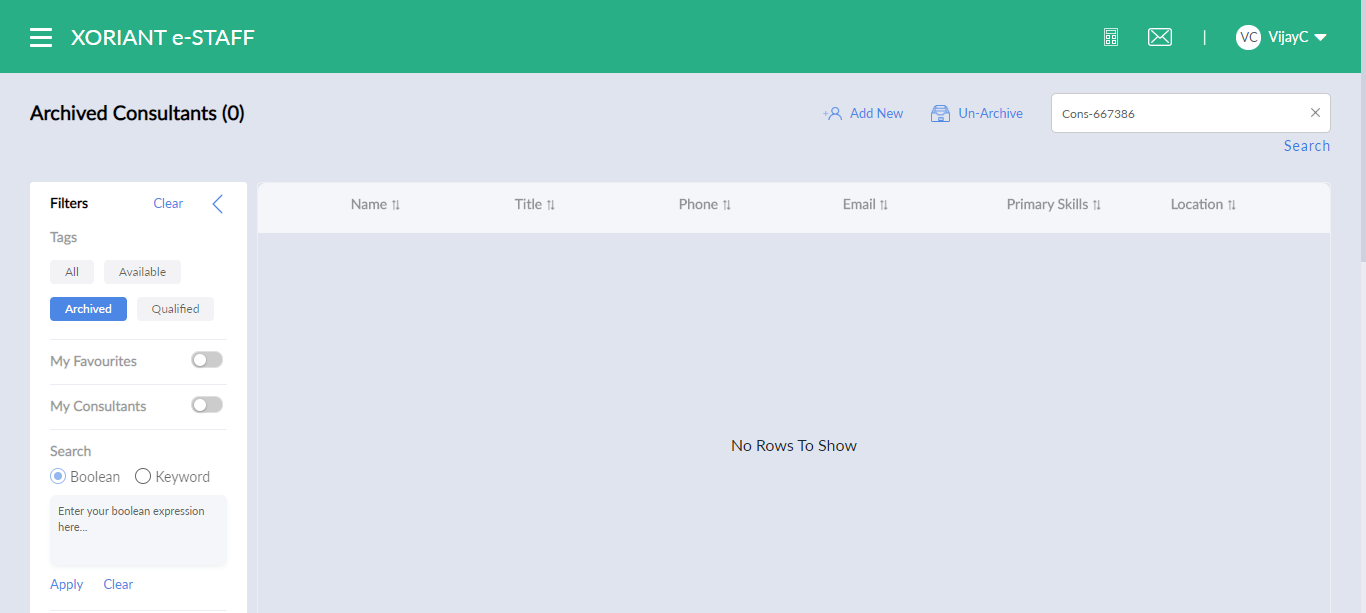 XORIANT e-STAFF
|
VC VijayC
Archived Consultants (0)
Add New
Un-Archive
Cons-667386
Search
Filters
Clear
Tags
All
Available
Archived
Qualified
My Favourites
My Consultants
Search
Boolean
Keyword
Enter your boolean expression
here...
Apply
Clear
Name
Title
Phone
Email
Primary Skills
Location
No Rows To Show